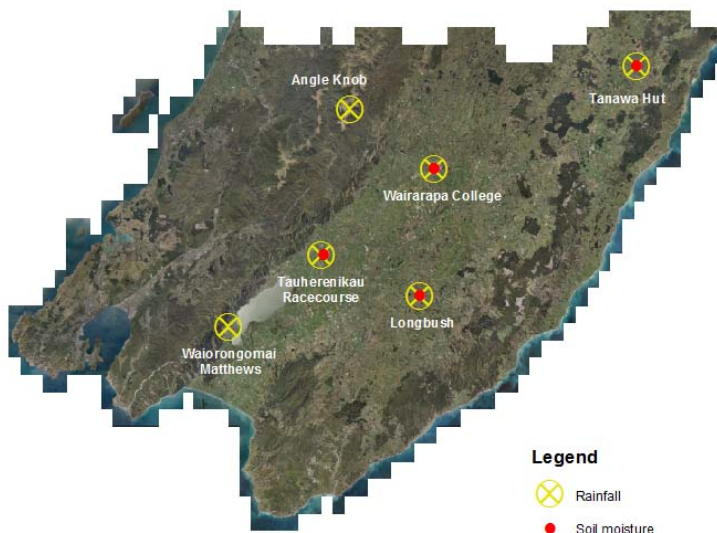 Angle Knob
Tanawa Hut
Wairarapa College
Tauherenikau
Racecourse
Longbush
Waiorongomai
Matthews
Legend
Rainfall
Soil moisture